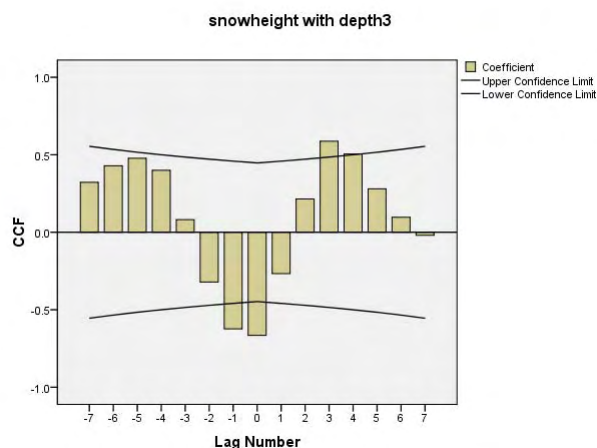 snowheight with depth3
Coefficient
Upper Confidence Limit
Lower Confidence Limit
1.0
0.5
0.0
-0.5
-1.0
CCF
-7 -6 -5 -4 -3 -2 -1 0 1 2 3 4 5 6 7
Lag Number